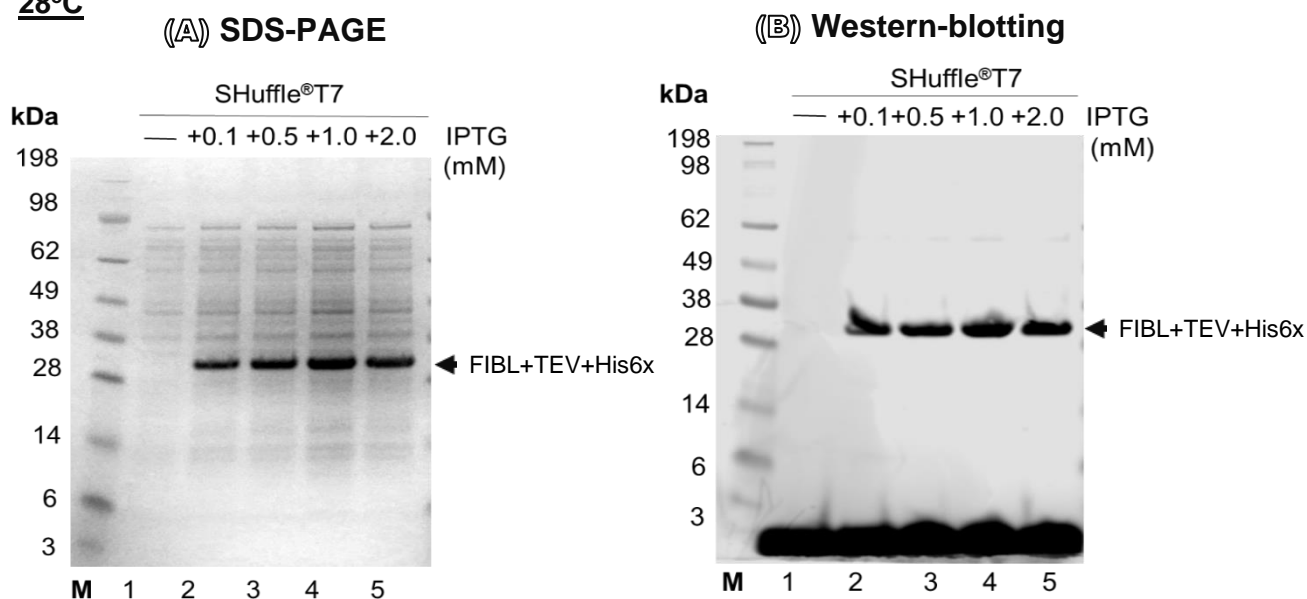 28ºC
(A) SDS-PAGE
SHuffle®T7
kDa
— +0.1 +0.5 +1.0 +2.0 IPTG
(mM)
198
98
62
49
38
28
14
6
3
FIBL+TEV+His6x
M 1 2 3 4 5
(B) Western-blotting
SHuffle®T7
kDa
— +0.1 +0.5 +1.0 +2.0 IPTG
(mM)
198
98
62
49
38
28
14
6
3
FIBL+TEV+His6x
M 1 2 3 4 5